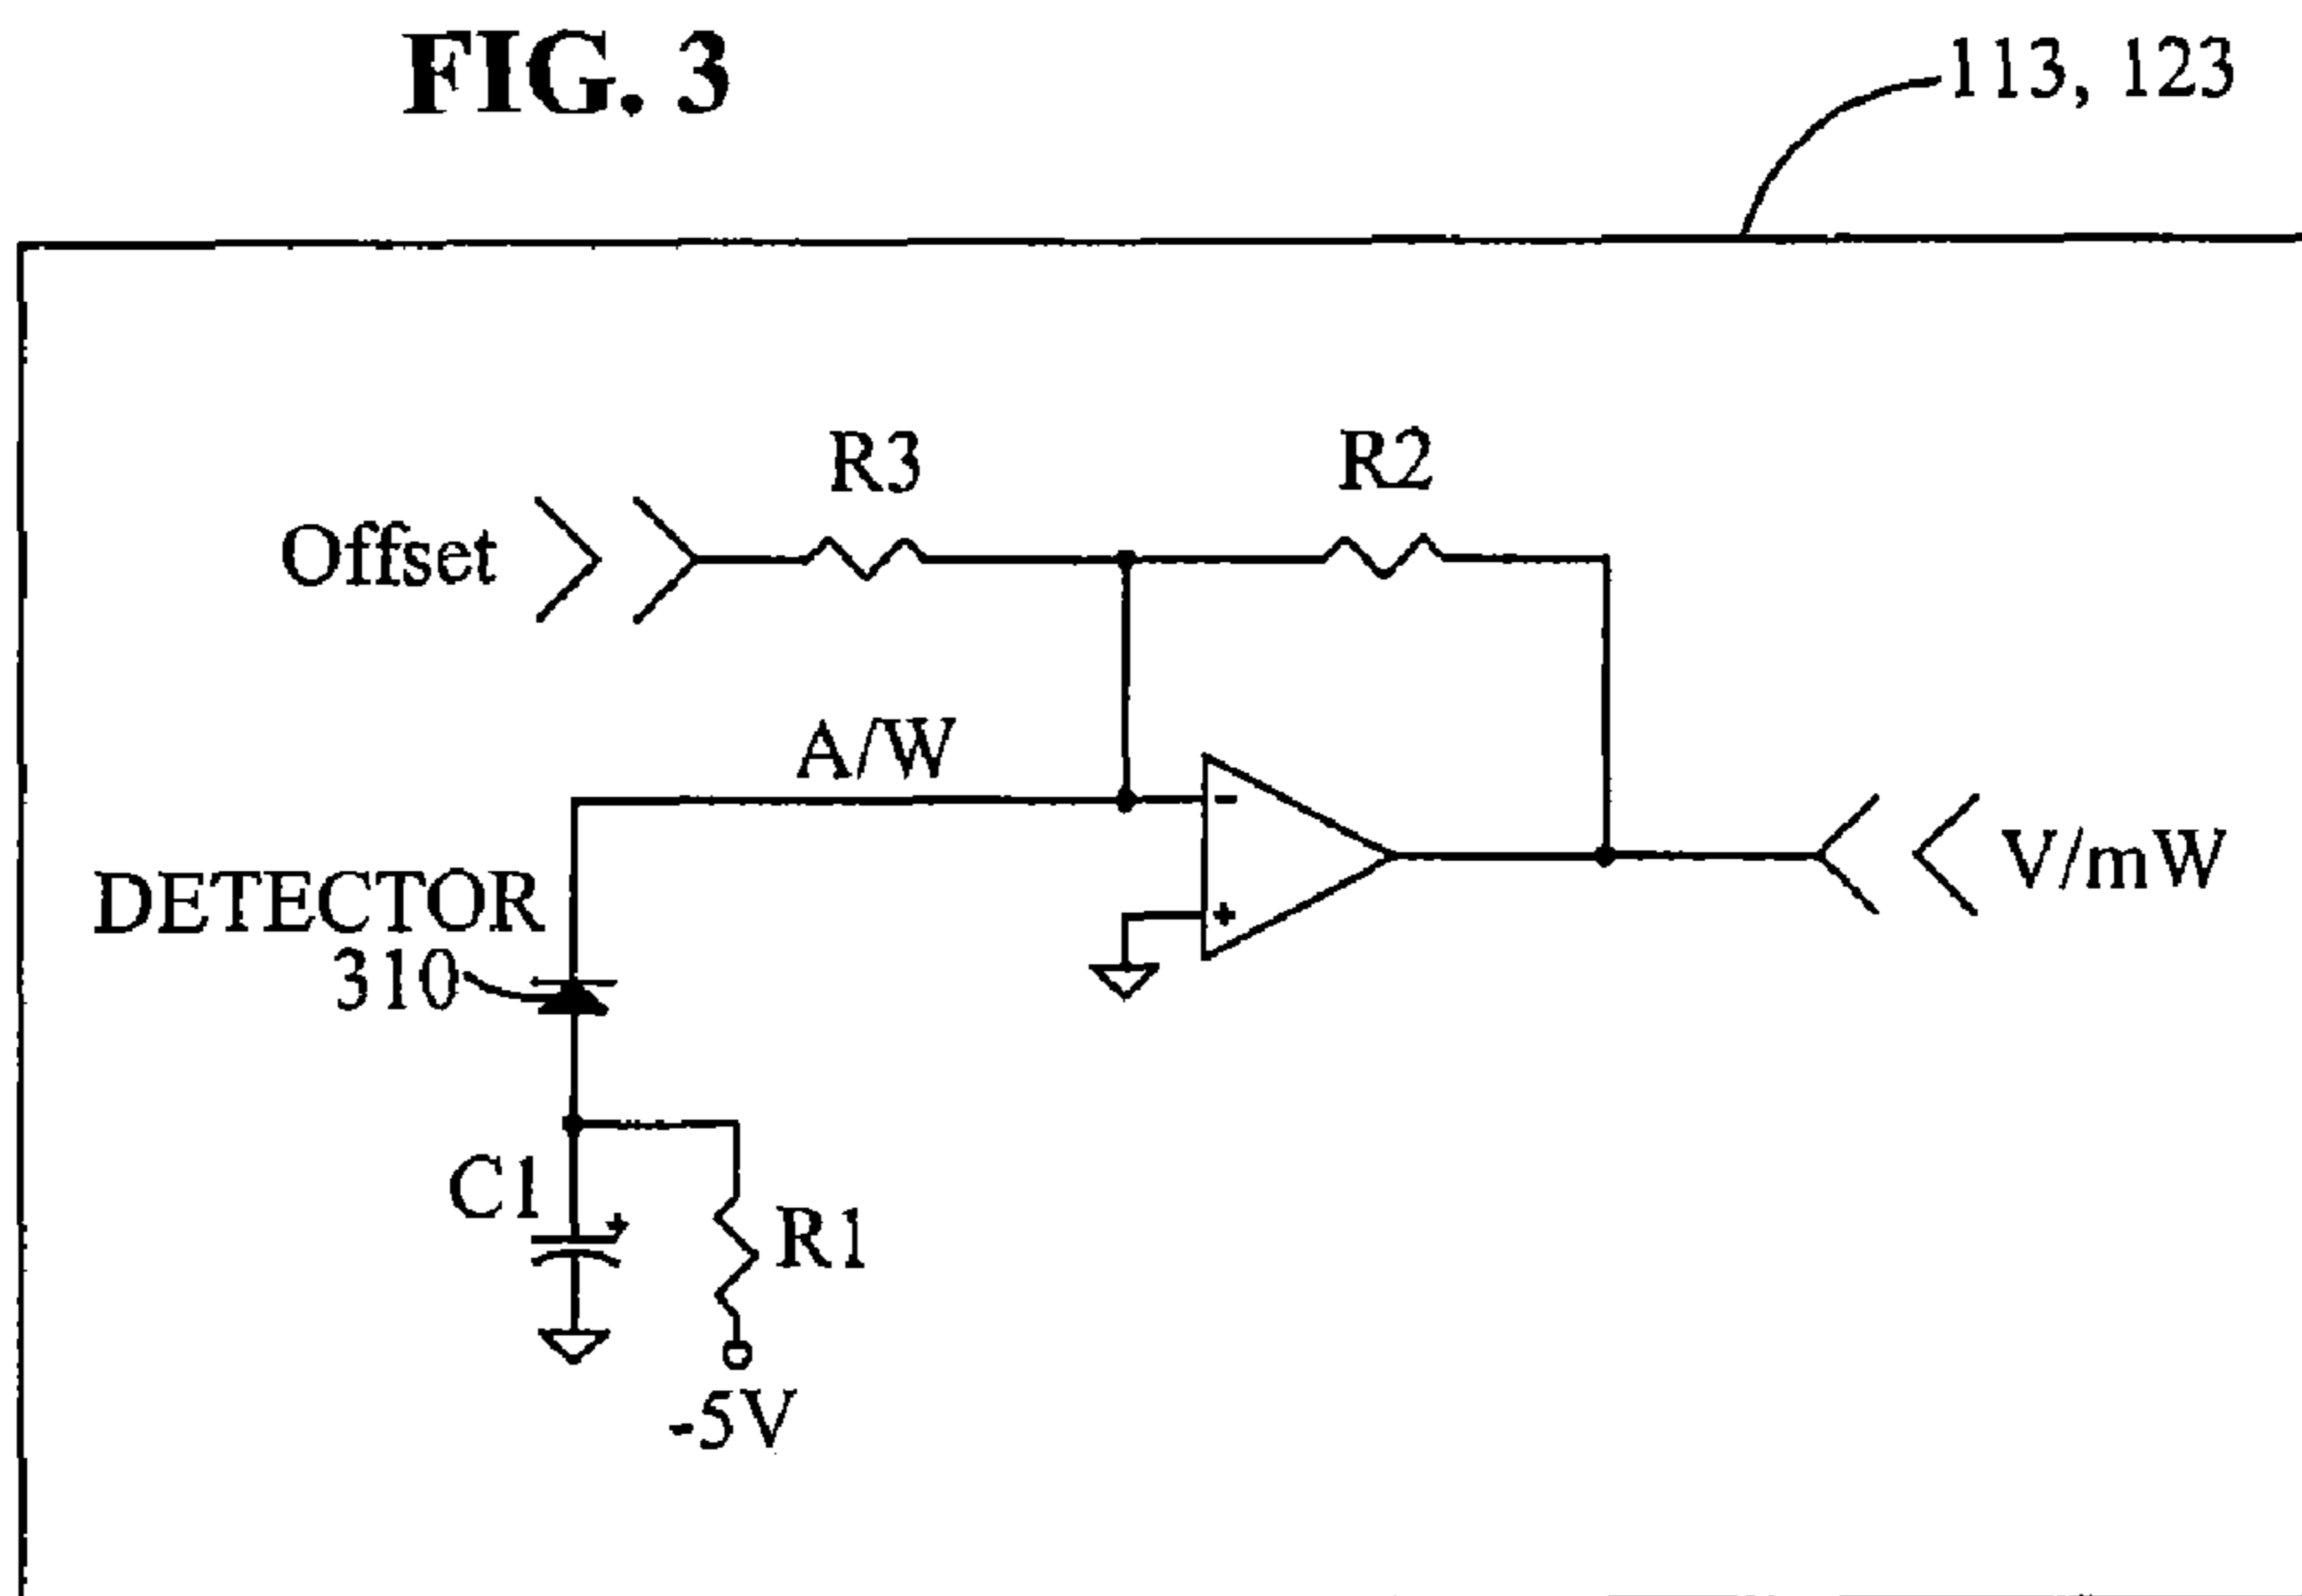 FIG. 3
113, 123
R3
R2
Offset
A/W
-
+
V/mW
DETECTOR
310
C1
+
R1
-5V